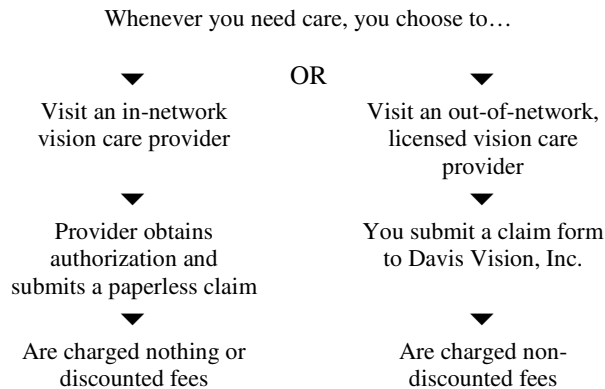 Whenever you need care, you choose to…
OR
Visit an in-network
vision care provider
Visit an out-of-network,
licensed vision care
provider
Provider obtains
authorization and
submits a paperless claim
You submit a claim form
to Davis Vision, Inc.
Are charged nothing or
discounted fees
Are charged non-
discounted fees